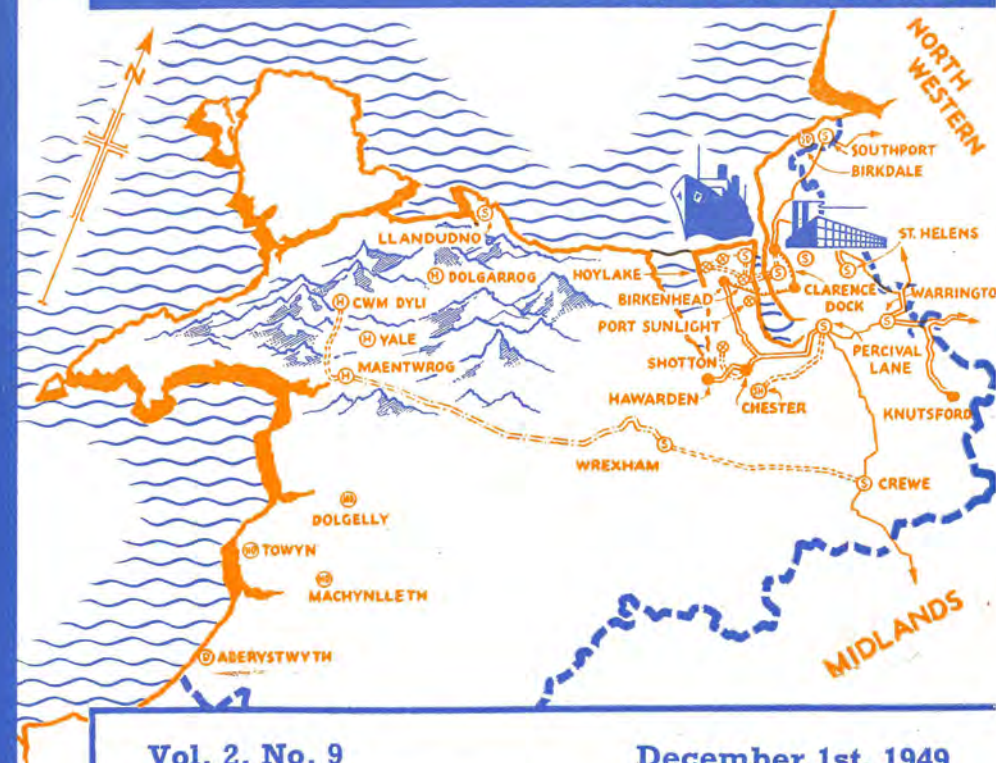 N
NORTH
WESTERN
SOUTHPORT
BIRKDALE
D
S
S
LLANDUDNO
H DOLGARROG
H CWM DYLI
H YALE
MAENTWROG
H
HOYLAKE
BIRKENHEAD
PORT SUNLIGHT
SHOTTON
HAWARDEN
S
S
S
S
ST. HELENS
CLARENCE
DOCK
WARRINGTO
S
S
PERCIVAL
LANE
SH
CHESTER
KNUTSFORD
WREXHAM
S
S CREWE
DOLGELLY
TOWYN
MACHYNLLETH
D ABERYSTWYTH
MIDLANDS
Vol. 2. No. 9
December 1st, 1949